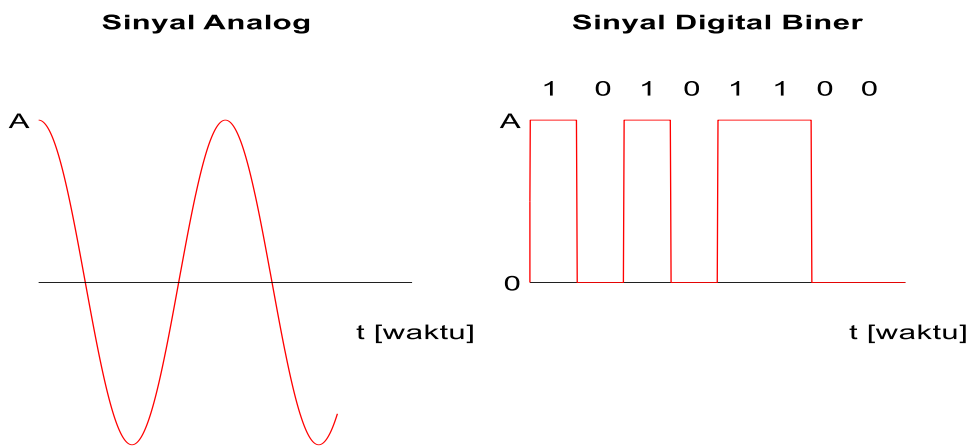 Sinyal Analog
A
t [waktu]
Sinyal Digital Biner
1 0 1 0 1 1 0 0
A
0
t [waktu]